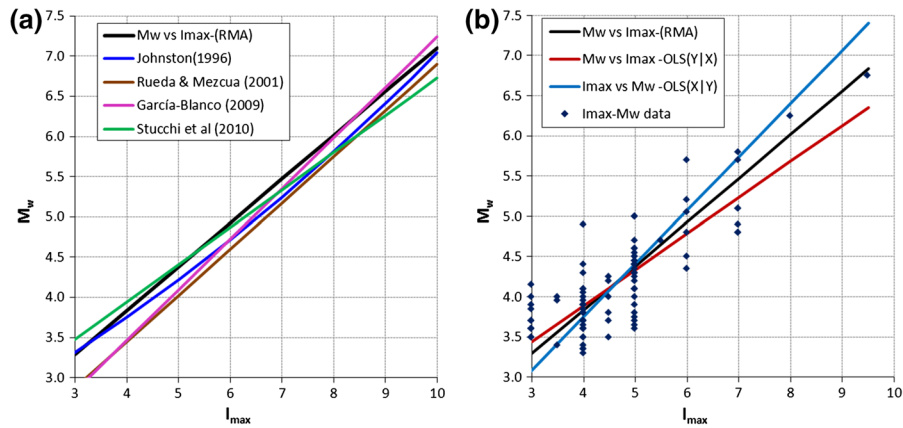 (a)
7.5
7.0
6.5
6.0
5.5
5.0
4.5
4.0
3.5
3.0
Mw
Mw vs Imax-(RMA)
Johnston(1996)
Rueda & Mezcua (2001)
García-Blanco (2009)
Stucchi et al (2010)
3 4 5 6 7 8 9 10
Imax
(b)
7.5
7.0
6.5
6.0
5.5
5.0
4.5
4.0
3.5
3.0
Mw
Mw vs Imax-(RMA)
Mw vs Imax -OLS(Y|X)
Imax vs Mw -OLS(X|Y)
Imax-Mw data
3 4 5 6 7 8 9 10
Imax